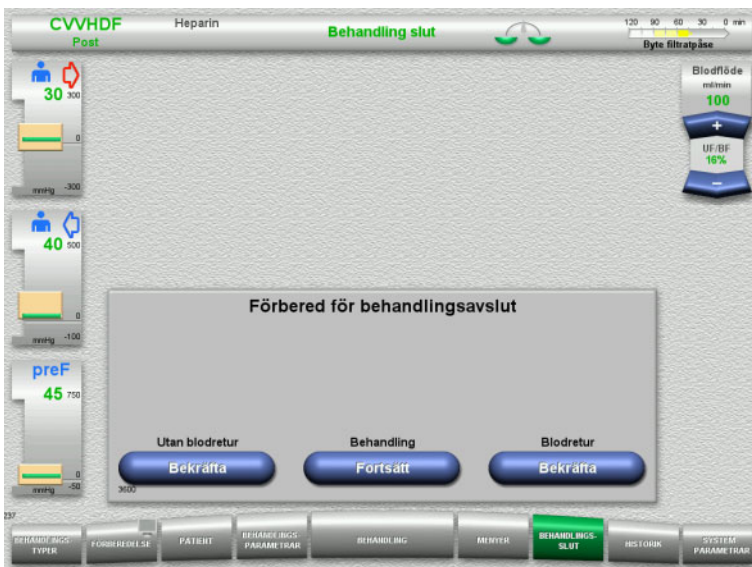 CVVHDF
Post
Heparin
Behandling slut
120 90 60 30 0 min
Byte filtratpåse
30 300
0
mmHg -300
40 500
0
mmHg -100
preF
45 750
0
mmHg -50
Blodflöde
ml/min
100
+
UF/BF
16%
−
Förbered för behandlingsavslut
Utan blodretur
Bekräfta
Behandling
Fortsätt
Blodretur
Bekräfta
3600
237
BEHANDLINGS-
TYPER
FÖRBEREDELSE
PATIENT
BEHANDLINGS-
PARAMETRAR
BEHANDLING
MENYER
BEHANDLINGS-
SLUT
HISTORIK
SYSTEM
PARAMETRAR